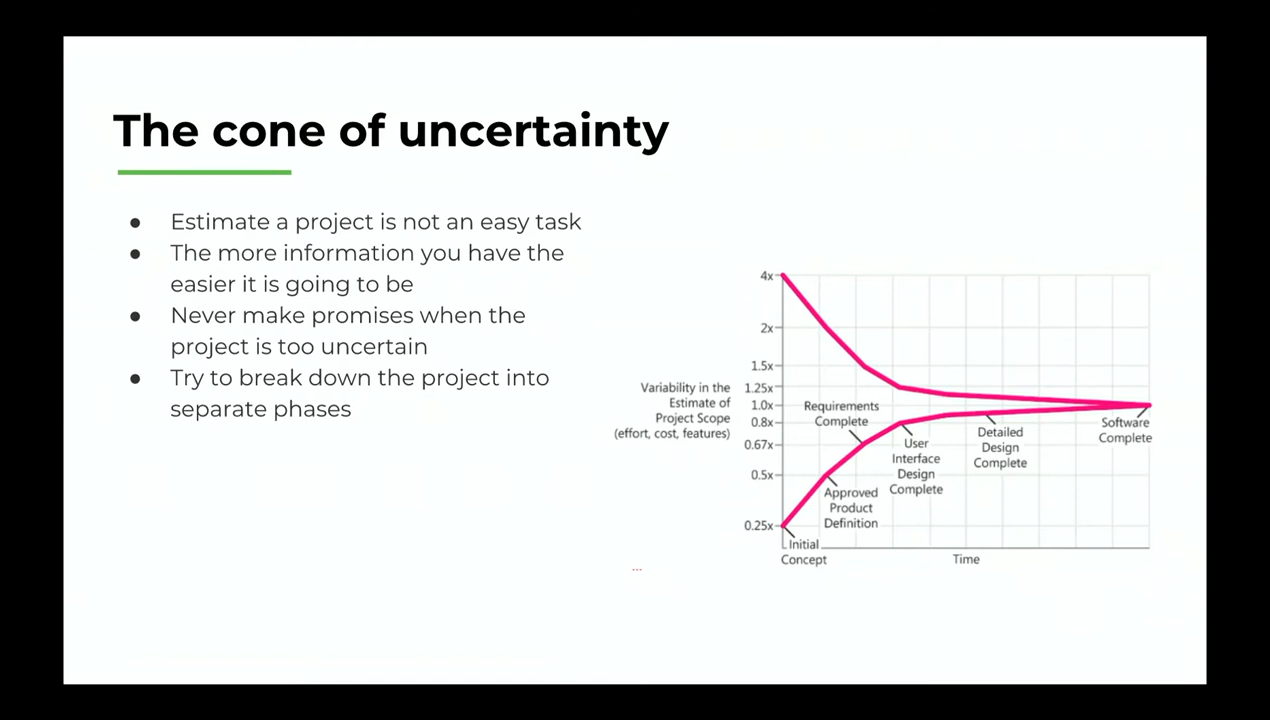 The cone of uncertainty
● Estimate a project is not an easy task
● The more information you have the
easier it is going to be
● Never make promises when the
project is too uncertain
● Try to break down the project into
separate phases
Variability in the
Estimate of
Project Scope
(effort, cost, features)
4x
2x
1.5x
1.25x
1.0x
0.8x
0.67x
0.5x
0.25x
Initial
Concept
Approved
Product
Definition
Requirements
Complete
User
Interface
Design
Complete
Detailed
Design
Complete
Software
Complete
Time
...